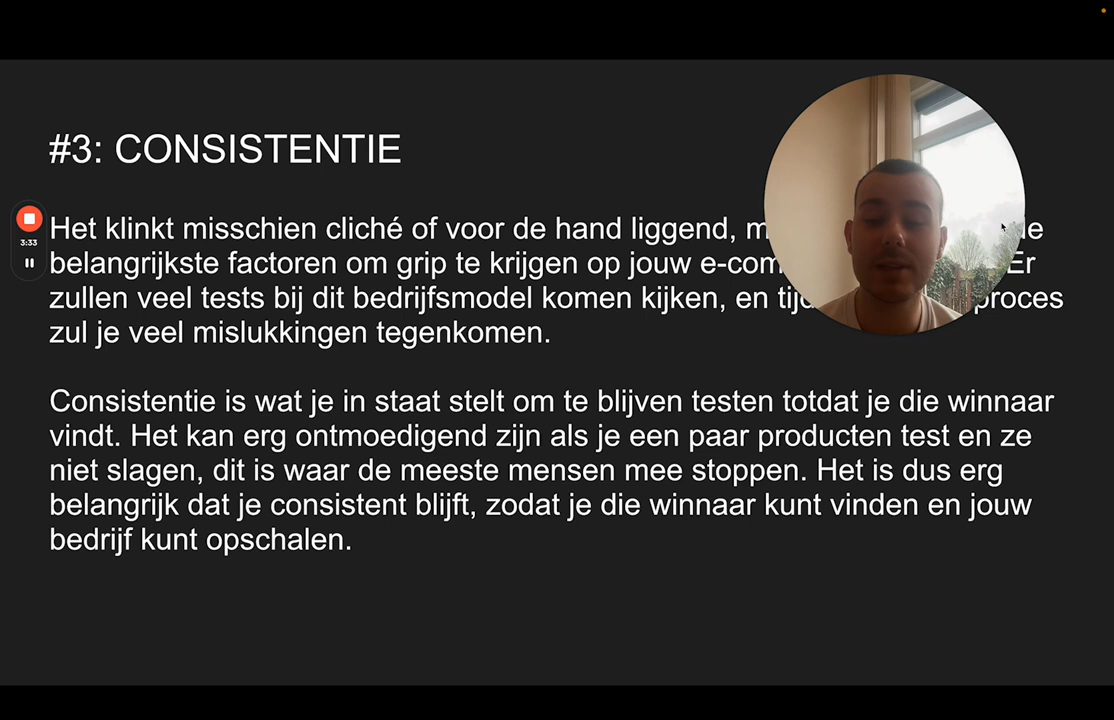 #3: CONSISTENTIE
3:33
Het klinkt misschien cliché of voor de hand liggend,
belangrijkste factoren om grip te krijgen op jouw Er
zullen veel tests bij dit bedrijfsmodel komen kijken, en proces
zul je veel mislukkingen tegenkomen.
Consistentie is wat je in staat stelt om te blijven testen totdat je die winnaar
vindt. Het kan erg ontmoedigend zijn als je een paar producten test en ze
niet slagen, dit is waar de meeste mensen mee stoppen. Het is dus erg
belangrijk dat je consistent blijft, zodat je die winnaar kunt vinden en jouw
bedrijf kunt opschalen.